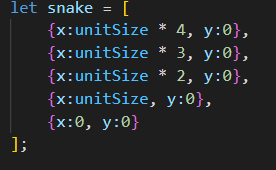 let snake = [
    {x:unitSize * 4, y:0},
    {x:unitSize * 3, y:0},
    {x:unitSize * 2, y:0},
    {x:unitSize, y:0},
    {x:0, y:0}
];